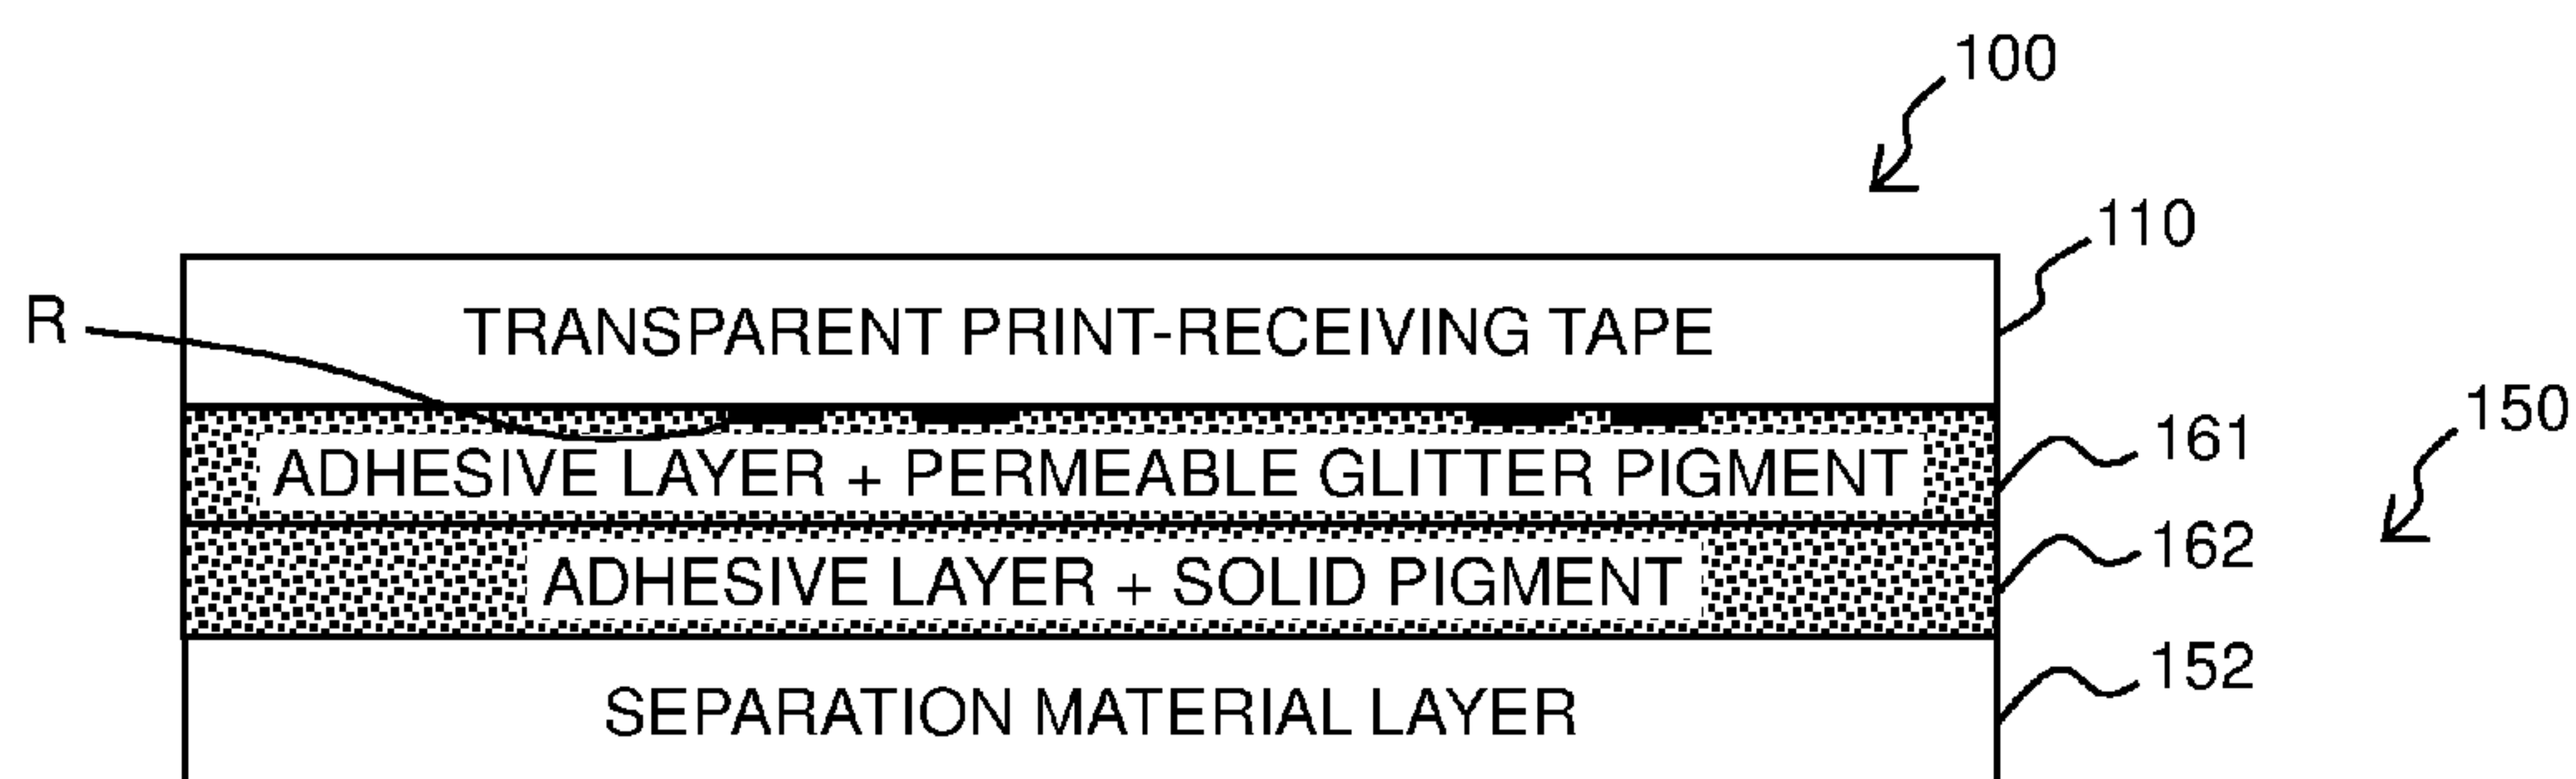 100
110
R
TRANSPARENT PRINT-RECEIVING TAPE
150
161
ADHESIVE LAYER + PERMEABLE GLITTER PIGMENT
162
ADHESIVE LAYER + SOLID PIGMENT
152
SEPARATION MATERIAL LAYER